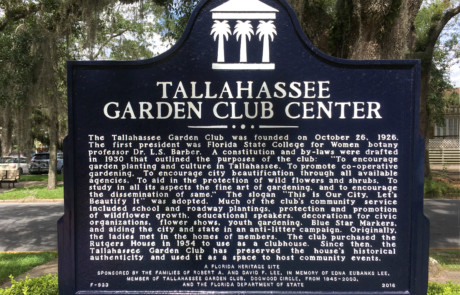 TALLAHASSEE
GARDEN CLUB CENTER
The Tallahassee Garden Club was founded on October 26, 1926.
The first president was Florida State College for Women botany
professor Dr. L.S. Barber. A constitution and by-laws were drafted
in 1930 that outlined the purposes of the club: "To encourage
garden planting and culture in Tallahassee. To promote co-operative
gardening. To encourage city beautification through all available
agencies. To aid in the protection of wild flowers and shrubs. To
study in all its aspects the fine art of gardening, and to encourage
the dissemination of same." The slogan "This is Our City, Let's
Beautify It" was adopted. Much of the club's community service
included school and roadway plantings, protection and promotion
of wildflower growth, educational speakers, decorations for civic
organizations, flower shows, youth gardening, Blue Star Markers,
and aiding the city and state in an anti-litter campaign. Originally,
the ladies met in the homes of members. The club purchased the
Rutgers House in 1954 to use as a clubhouse. Since then, the
Tallahassee Garden Club has preserved the house's historical
authenticity and used it as a space to host community events.
A FLORIDA HERITAGE SITE
SPONSORED BY THE FAMILIES OF ROBERT A. AND DAVID F. LEE, IN MEMORY OF EDNA EUBANKS LEE,
MEMBER OF TALLAHASSEE GARDEN CLUB, DOGWOOD CIRCLE, FROM 1945-2000,
F-933 AND THE FLORIDA DEPARTMENT OF STATE 2016